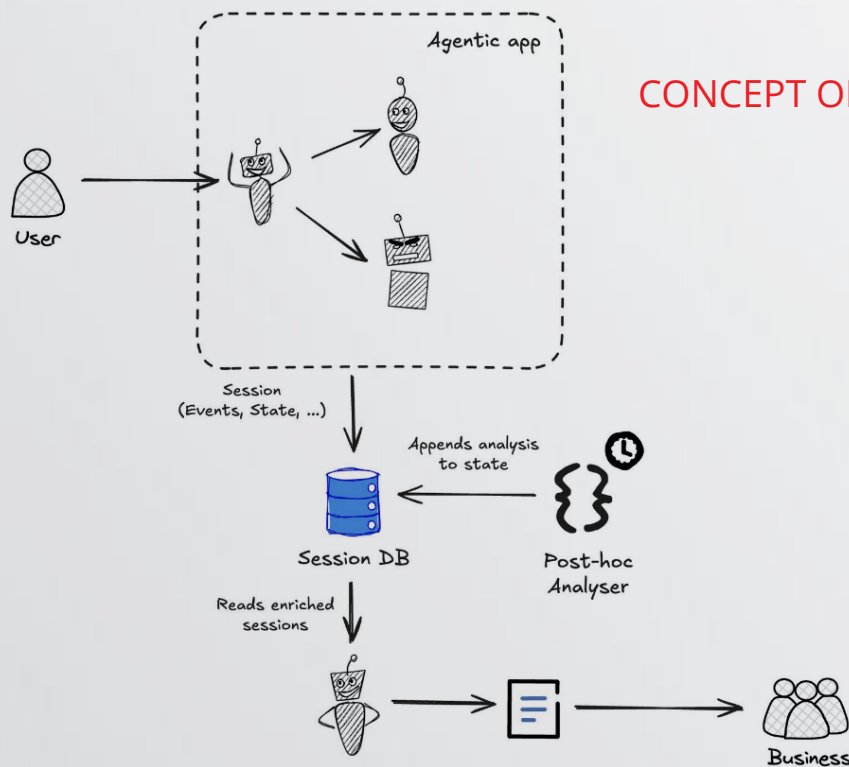 Agentic app
CONCEPT
User
Session
(Events, State, ...)
Appends analysis
to state
Session DB
Post-hoc
Analyser
Reads enriched
sessions
Business